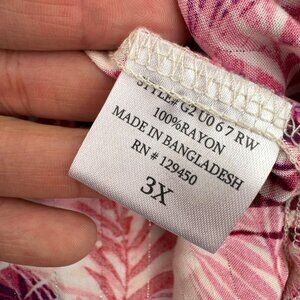 STYLE# G2 U0 6 7 RW
100%RAYON
MADE IN BANGLADESH
RN # 129450
3X